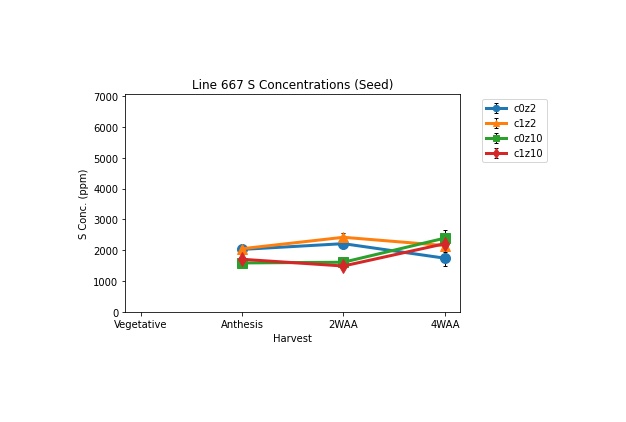 Line 667 S Concentrations (Seed)
7000
6000
5000
4000
3000
2000
1000
0
S Conc. (ppm)
Vegetative Anthesis 2WAA 4WAA
Harvest
c0z2
c1z2
c0z10
c1z10